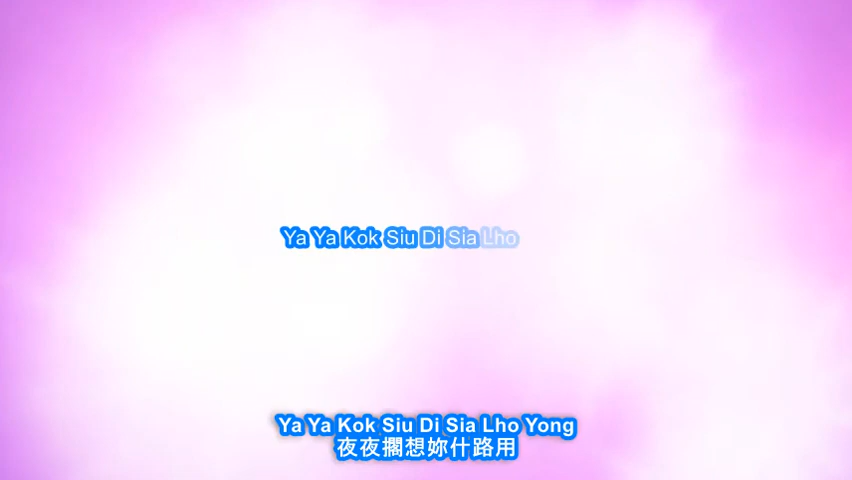 Ya Ya Kok Siu Di Sia Lho
Ya Ya Kok Siu Di Sia Lho Yong
夜夜擱想妳什路用